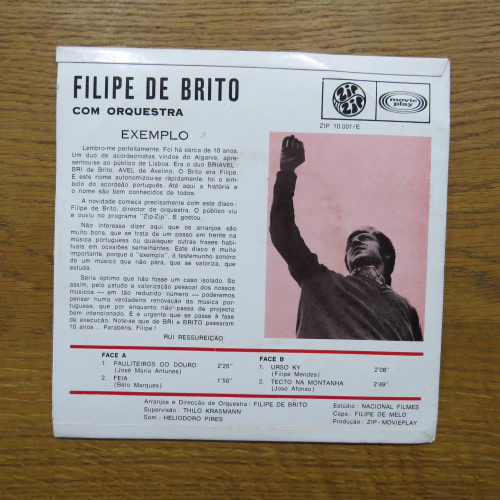 FILIPE DE BRITO
COM ORQUESTRA
ZIP ZIP
movie play
ZIP 10.001/E
EXEMPLO
Lembro-me perfeitamente. Foi há cerca de 10 anos.
Um duo de acordeonistas vindos do Algarve, apre-
sentou-se ao público de Lisboa. Era o duo BRIAVEL.
BRI de Brito. AVEL de Avelino. O Brito era Filipe.
E este nome autonomizou-se rápidamente, foi o sím-
bolo do acordeão português. Até aqui a história e
o nome são bem conhecidos de todos.
A novidade começa precisamente com este disco:
Filipe de Brito, director de orquestra. O público viu
e ouviu no programa "Zip-Zip". E gostou.
Não interessa dizer aqui que os arranjos são
muito bons, que se trata de um passo em frente na
música portuguesa ou quaisquer outras frases habi-
tuais em ocasiões semelhantes. Este disco é muito
importante, porque é "exemplo", é testemunho sonoro
de um músico que não pára, que se valoriza, que
estuda.
Seria óptimo que não fosse um caso isolado. Só
assim, pelo estudo e valorização pessoal dos nossos
músicos — em tão reduzido número — poderemos
pensar numa verdadeira renovação da música por-
tuguesa, que por enquanto não passa de projecto
bem intencionado. E é urgente que se passe à fase
de execução. Note-se que de BRI a BRITO passaram
10 anos... Parabéns, Filipe!
RUI RESSUREIÇÃO
FACE A
1. PAULITEIROS DO DOURO 2'25"
(José Maria Antunes)
2. FEIA 1'50"
(Belo Marques)
FACE B
1. URSO KY 2'08"
(Filipe Mendes)
2. TECTO NA MONTANHA 2'49"
(José Afonso)
Arranjos e Direcção de Orquestra: FILIPE DE BRITO
Supervisão: THILO KRASMANN
Som: HELIODORO PIRES
Estúdio: NACIONAL FILMES
Capa: FILIPE DE MELO
Produção: ZIP-MOVIEPLAY